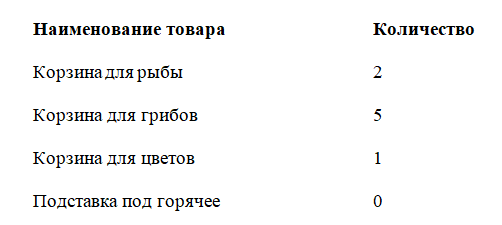 Наименование товара Количество
Корзина для рыбы 2
Корзина для грибов 5
Корзина для цветов 1
Подставка под горячее 0